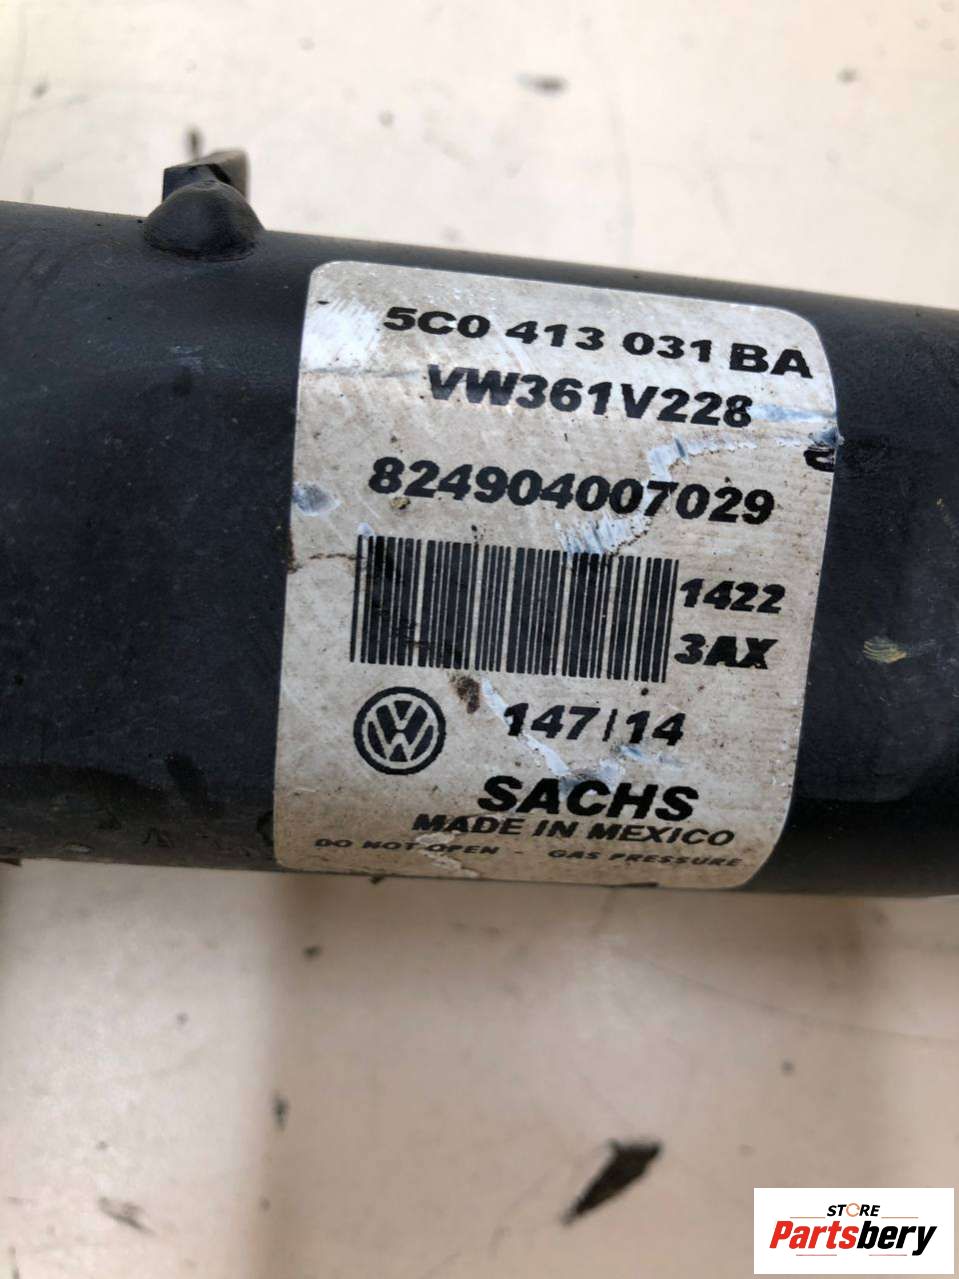 5C0 413 031 BA
VW361V228
824904007029
1422
3AX
147/14
SACHS
MADE IN MEXICO
DO NOT OPEN - GAS PRESSURE
STORE
Partsbery